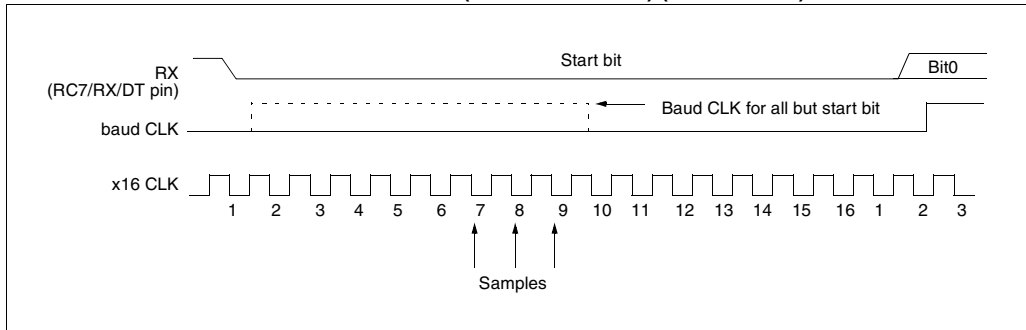 Start bit
RX
(RC7/RX/DT pin)
Bit0
Baud CLK for all but start bit
baud CLK
x16 CLK
1 2 3 4 5 6 7 8 9 10 11 12 13 14 15 16 1 2 3
Samples